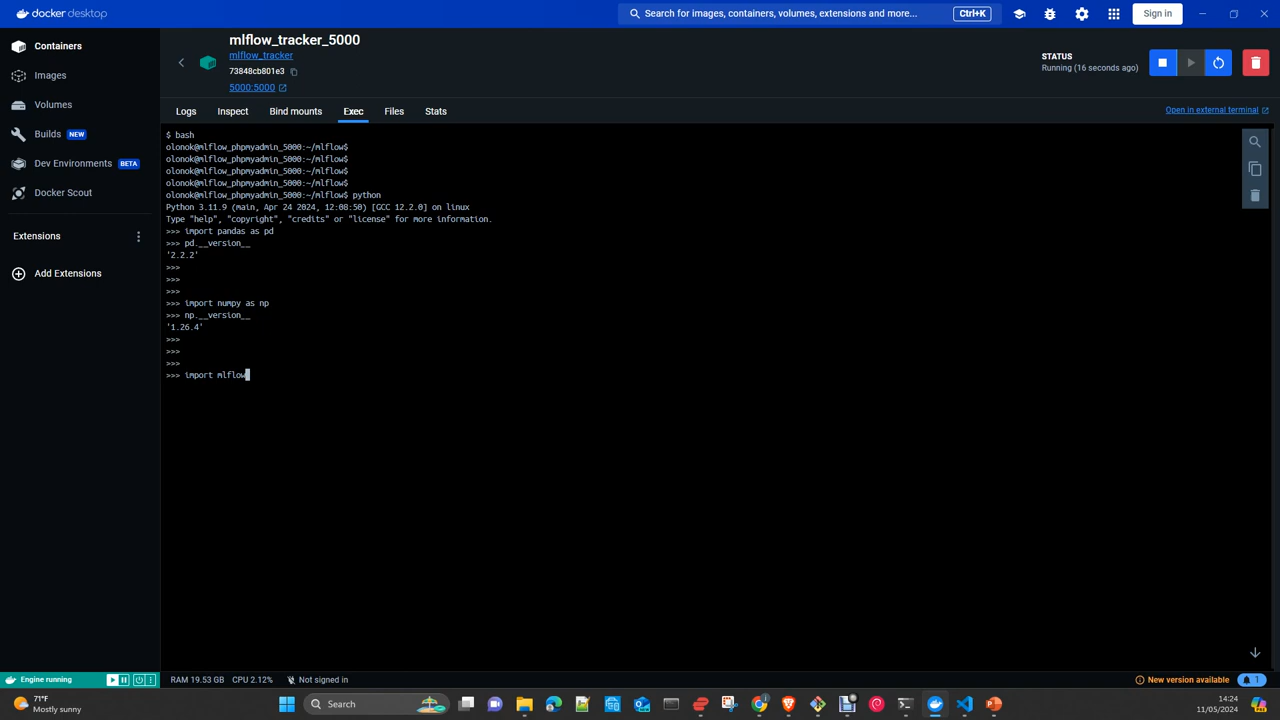 docker desktop
Search for images, containers, volumes, extensions and more...
Ctrl+K
Sign in
Containers
Images
Volumes
Builds NEW
Dev Environments BETA
Docker Scout
Extensions
Add Extensions
mlflow_tracker_5000
mlflow_tracker
73848cb801e3
5000:5000
STATUS
Running (16 seconds ago)
Logs Inspect Bind mounts Exec Files Stats
Open in external terminal
$ bash
olonok@mlflow_phpmyadmin_5000:~/mlflow$
olonok@mlflow_phpmyadmin_5000:~/mlflow$
olonok@mlflow_phpmyadmin_5000:~/mlflow$
olonok@mlflow_phpmyadmin_5000:~/mlflow$
olonok@mlflow_phpmyadmin_5000:~/mlflow$ python
Python 3.11.9 (main, Apr 24 2024, 12:08:50) [GCC 12.2.0] on linux
Type "help", "copyright", "credits" or "license" for more information.
>>> import pandas as pd
>>> pd.__version__
'2.2.2'
>>>
>>>
>>>
>>> import numpy as np
>>> np.__version__
'1.26.4'
>>>
>>>
>>>
>>> import mlflow
Engine running
RAM 19.53 GB CPU 2.12% Not signed in
New version available
1
71°F
Mostly sunny
Search
14:24
11/05/2024